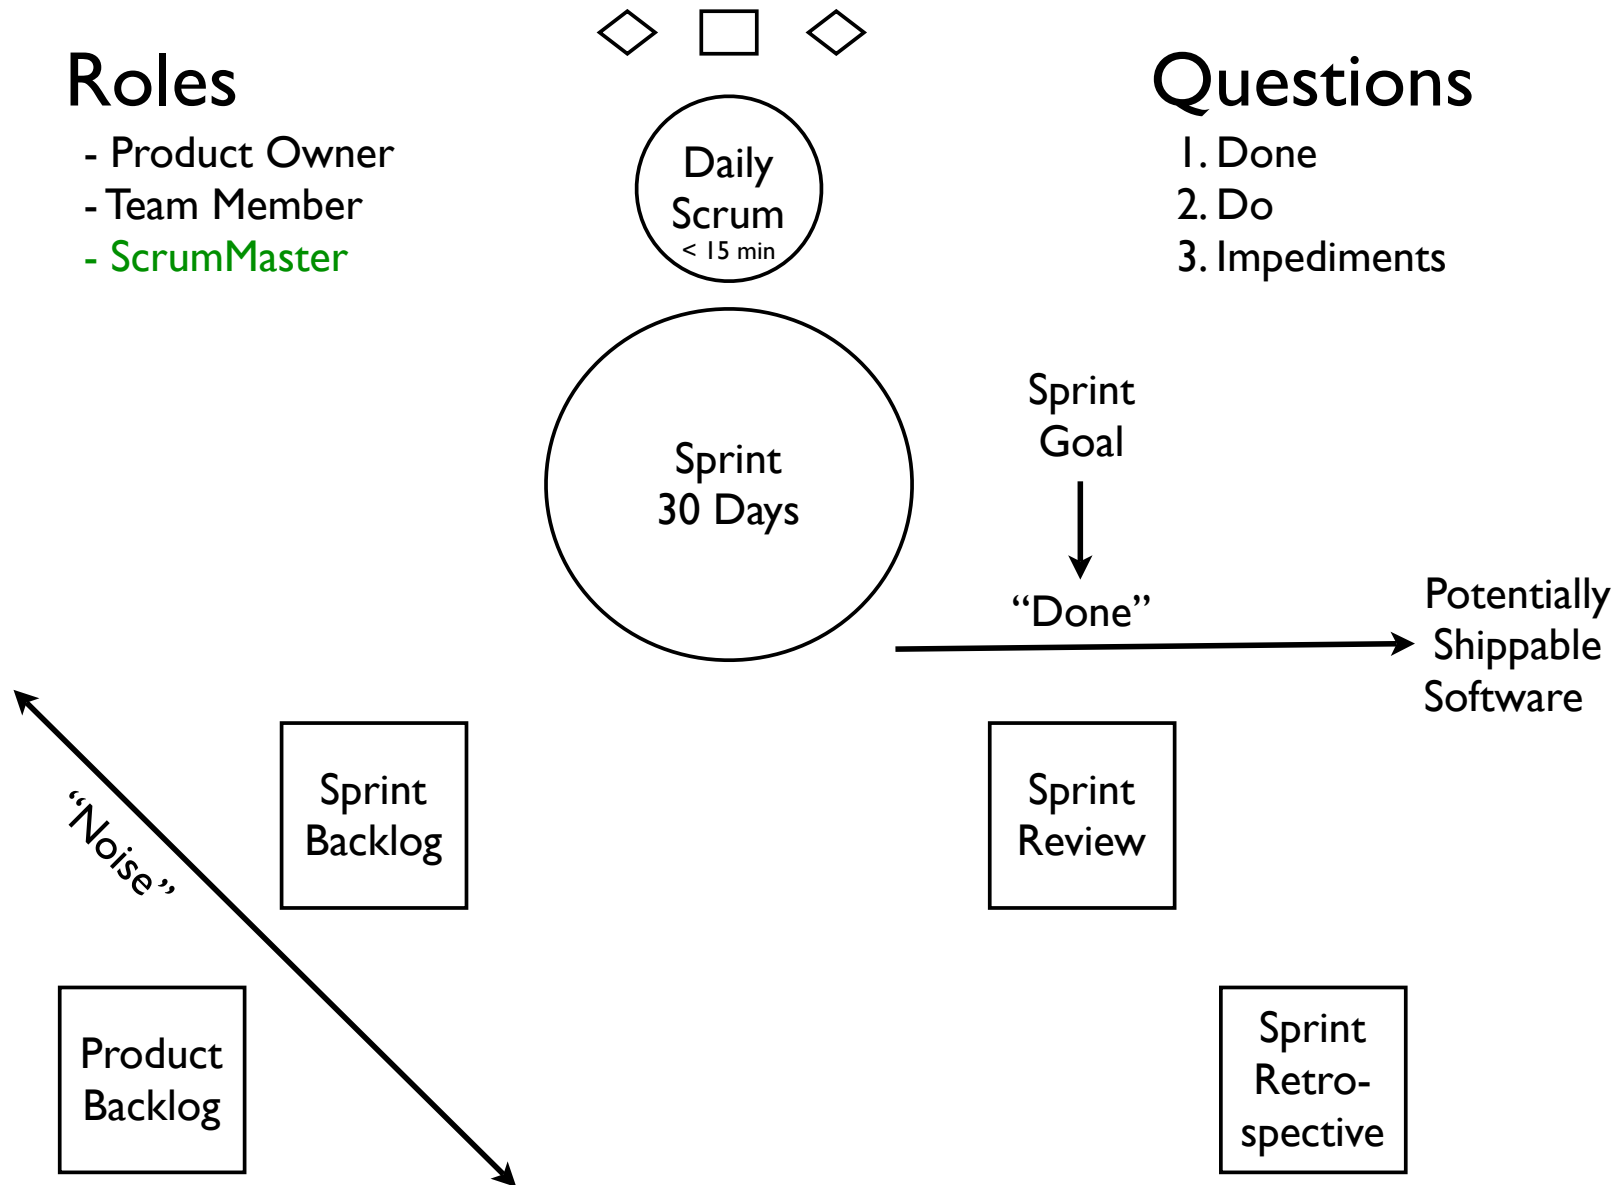 Roles
- Product Owner
- Team Member
- ScrumMaster
Daily
Scrum
< 15 min
Questions
1. Done
2. Do
3. Impediments
Sprint
30 Days
Sprint
Goal
“Done”
Potentially
Shippable
Software
“Noise”
Sprint
Backlog
Sprint
Review
Product
Backlog
Sprint
Retro-
spective